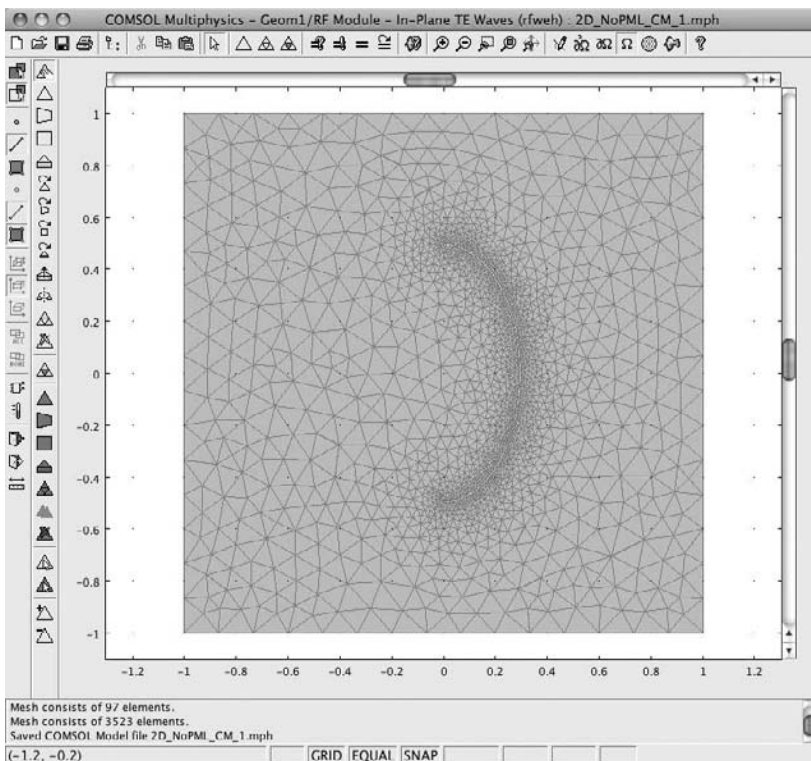 COMSOL Multiphysics - Geom1/RF Module - In-Plane TE Waves (rfweh) : 2D_NoPML_CM_1.mph
1
0.8
0.6
0.4
0.2
0
-0.2
-0.4
-0.6
-0.8
-1
-1.2 -1 -0.8 -0.6 -0.4 -0.2 0 0.2 0.4 0.6 0.8 1 1.2
Mesh consists of 97 elements.
Mesh consists of 3523 elements.
Saved COMSOL Model file 2D_NoPML_CM_1.mph
(-1.2, -0.2) GRID EQUAL SNAP